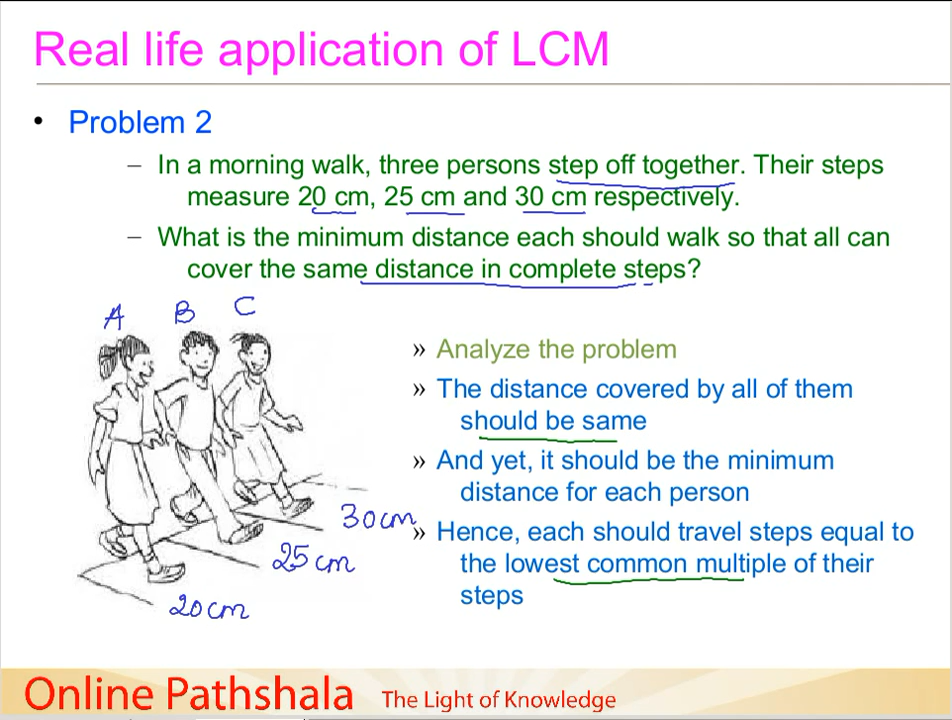 Real life application of LCM
• Problem 2
– In a morning walk, three persons step off together. Their steps
measure 20 cm, 25 cm and 30 cm respectively.
– What is the minimum distance each should walk so that all can
cover the same distance in complete steps?
A B C
» Analyze the problem
» The distance covered by all of them
should be same
» And yet, it should be the minimum
distance for each person
30cm
» Hence, each should travel steps equal to
25cm
the lowest common multiple of their
steps
20cm
Online Pathshala The Light of Knowledge